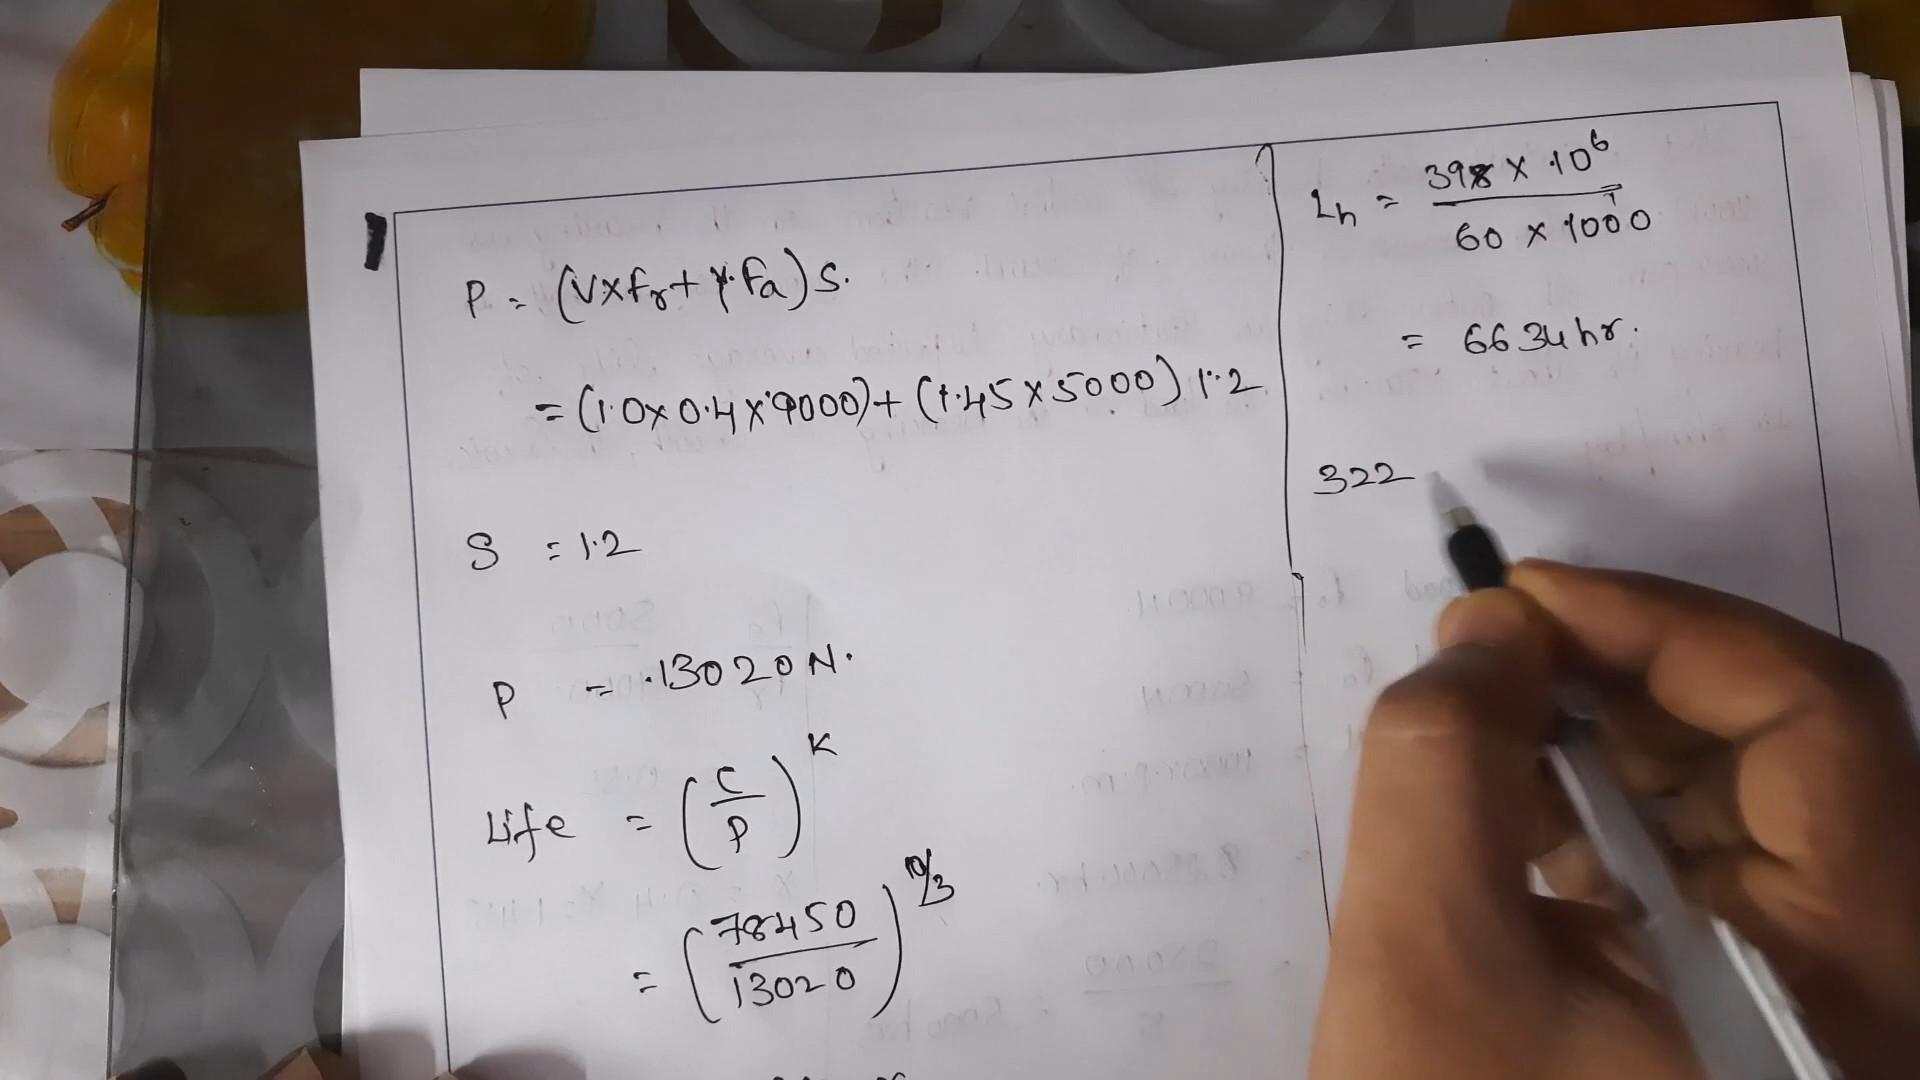 P = (VXFr + Y.Fa) S.
= (1.0 x 0.4 x 9000) + (1.45 x 5000) 1.2
S = 1.2
P = 13020 N.
Life = (C/P)^K
= (78450/13020)^10/3
Lh = 398 x 10^6 / 60 x 1000
= 6634 hr.
322